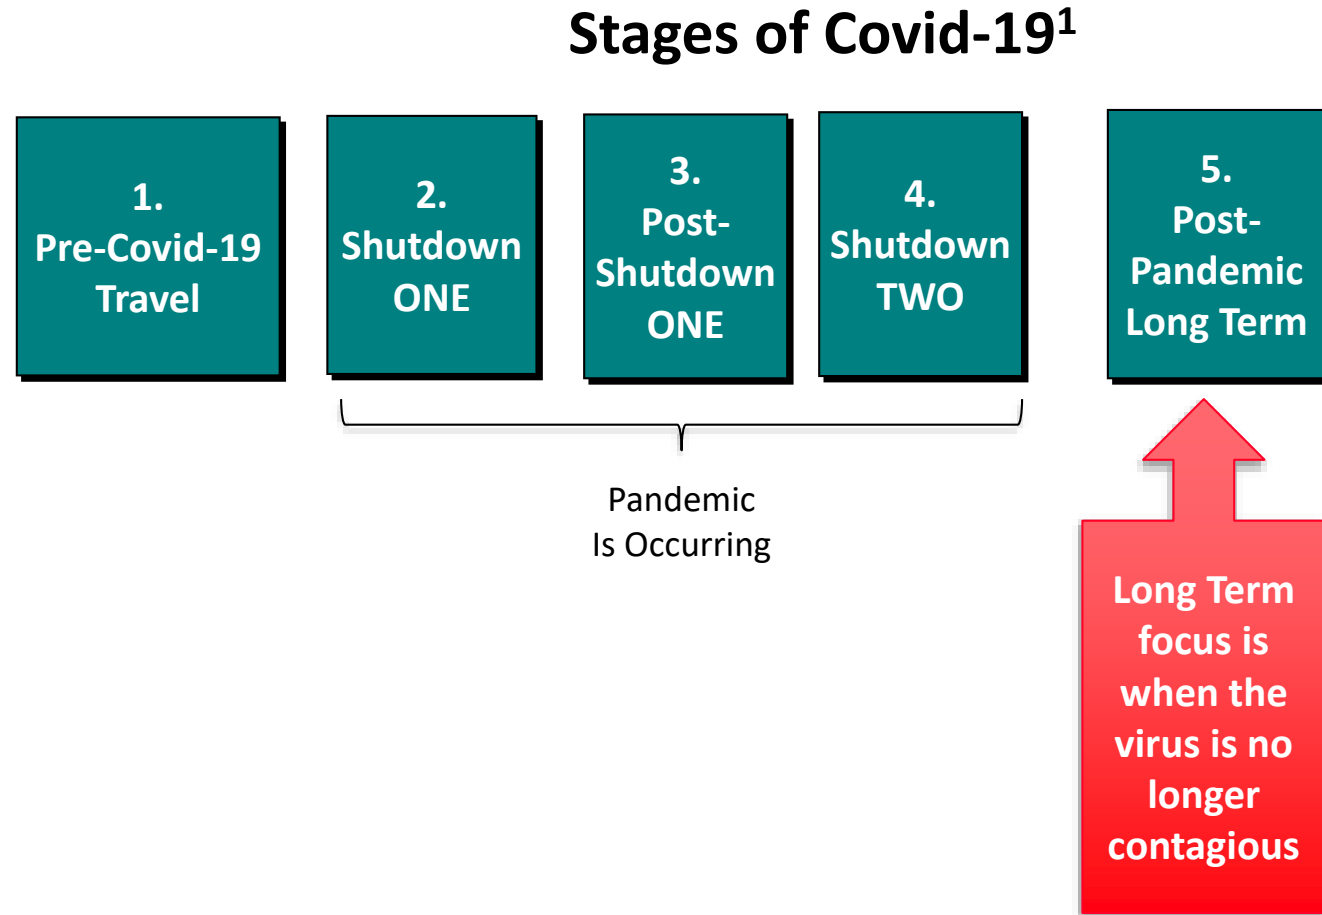 Stages of Covid-19¹
1.
Pre-Covid-19
Travel
2.
Shutdown
ONE
3.
Post-
Shutdown
ONE
4.
Shutdown
TWO
5.
Post-
Pandemic
Long Term
Pandemic
Is Occurring
Long Term
focus is
when the
virus is no
longer
contagious